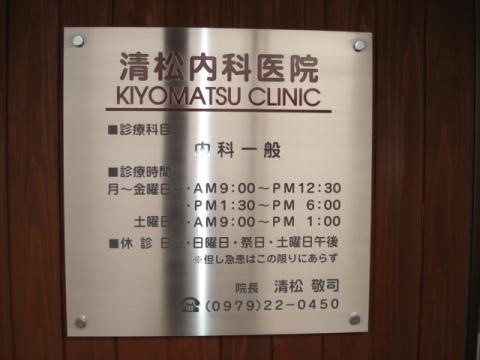 清松内科医院
KIYOMATSU CLINIC
■診療科目
内科一般
■診療時間
月～金曜日…AM9:00～PM12:30
…PM1:30～PM 6:00
土曜日…AM9:00～PM 1:00
■休診日…日曜日・祭日・土曜日午後
※但し急患はこの限りにあらず
院長 清松 敬司
☎(0979)22-0450